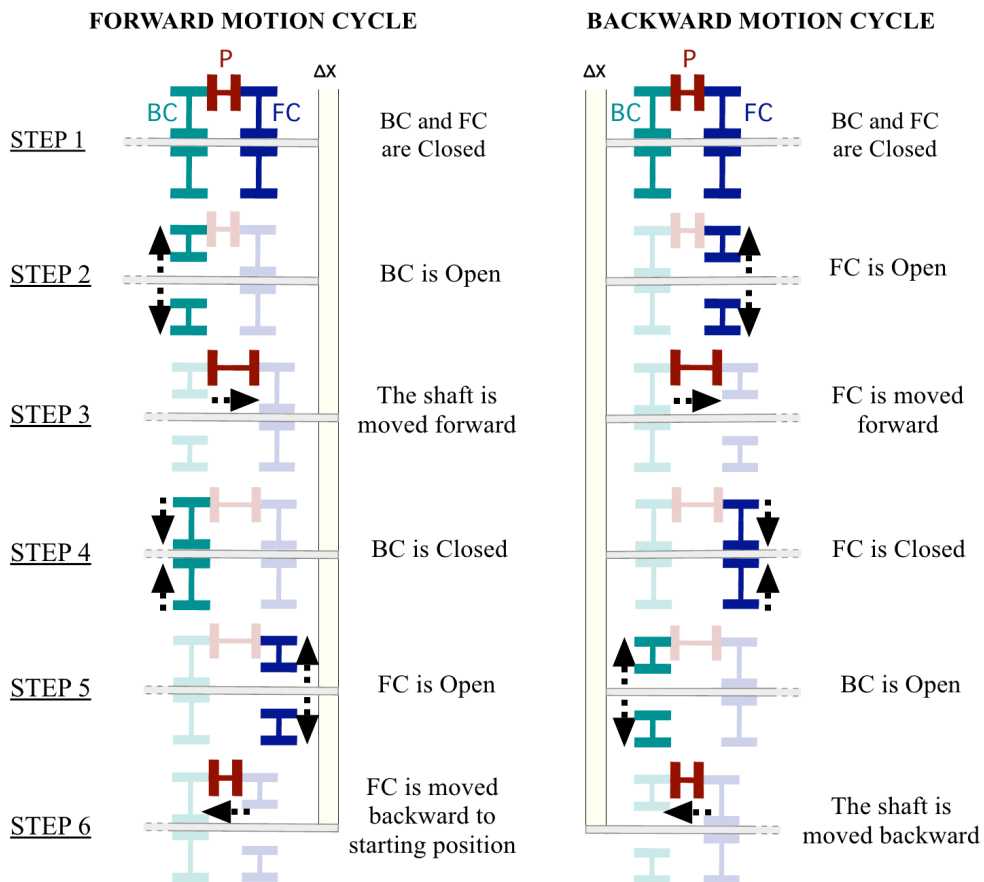 FORWARD MOTION CYCLE
BACKWARD MOTION CYCLE
P
ΔX
ΔX
P
BC
FC
BC
FC
STEP 1
BC and FC
are Closed
BC and FC
are Closed
STEP 2
BC is Open
FC is Open
STEP 3
The shaft is
moved forward
FC is moved
forward
STEP 4
BC is Closed
FC is Closed
STEP 5
FC is Open
BC is Open
STEP 6
FC is moved
backward to
starting position
The shaft is
moved backward